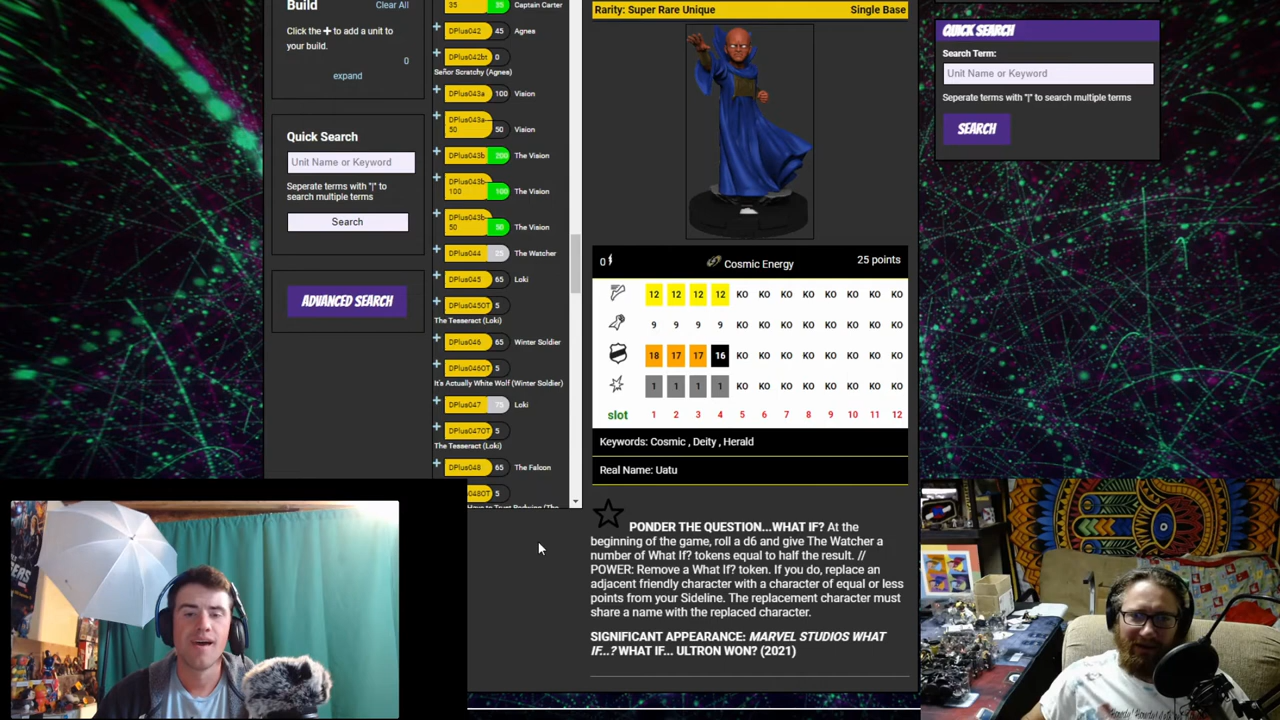 Build
Clear All
Click the ✚ to add a unit to
your build.
0
expand
Quick Search
Unit Name or Keyword
Seperate terms with "|" to
search multiple terms
Search
ADVANCED SEARCH
35 35 Captain Carter
DPlus042 45 Agnes
DPlus042bt 0
Señor Scratchy (Agnes)
DPlus043a 100 Vision
DPlus043a-
50 50 Vision
DPlus043b 200 The Vision
DPlus043b-
100 100 The Vision
DPlus043b-
50 50 The Vision
DPlus044 25 The Watcher
DPlus045 65 Loki
DPlus045OT 5
The Tesseract (Loki)
DPlus046 65 Winter Soldier
DPlus046OT 5
It's Actually White Wolf (Winter Soldier)
DPlus047 75 Loki
DPlus047OT 5
The Tesseract (Loki)
DPlus048 65 The Falcon
5
Have to Trust Redwing (The
Rarity: Super Rare Unique Single Base
0 Cosmic Energy 25 points
12 12 12 12 KO KO KO KO KO KO KO KO
9 9 9 9 KO KO KO KO KO KO KO KO
18 17 17 16 KO KO KO KO KO KO KO KO
1 1 1 1 KO KO KO KO KO KO KO KO
slot 1 2 3 4 5 6 7 8 9 10 11 12
Keywords: Cosmic , Deity , Herald
Real Name: Uatu
PONDER THE QUESTION...WHAT IF? At the
beginning of the game, roll a d6 and give The Watcher a
number of What If? tokens equal to half the result. //
POWER: Remove a What If? token. If you do, replace an
adjacent friendly character with a character of equal or less
points from your Sideline. The replacement character must
share a name with the replaced character.
SIGNIFICANT APPEARANCE: MARVEL STUDIOS WHAT
IF...? WHAT IF... ULTRON WON? (2021)
QUICK SEARCH
Search Term:
Unit Name or Keyword
Seperate terms with "|" to search multiple terms
SEARCH